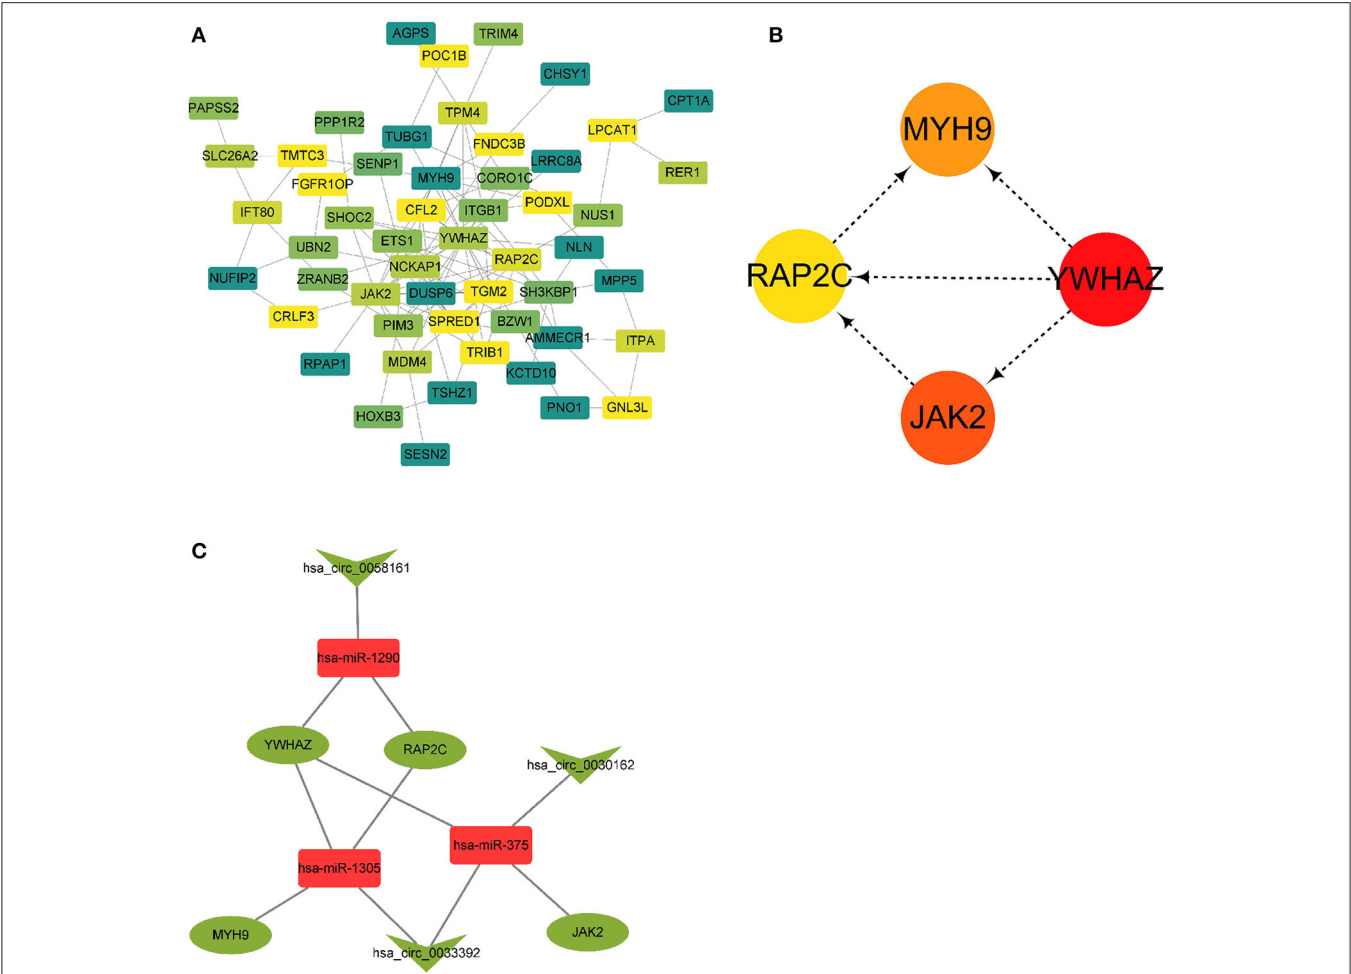 A
AGPS
TRIM4
POC1B
CHSY1
PAPSS2
CPT1A
PPP1R2
TPM4
LPCAT1
TUBG1
FNDC3B
SLC26A2
TMTC3
SENP1
LRRC8A
RER1
FGFR1OP
MYH9
CORO1C
IFT80
SHOC2
CFL2
ITGB1
PODXL
NUS1
UBN2
ETS1
YWHAZ
NLN
NUFIP2
ZRANB2
NCKAP1
RAP2C
MPP5
JAK2
DUSP6
TGM2
SH3KBP1
CRLF3
PIM3
SPRED1
BZW1
AMMECR1
ITPA
RPAP1
MDM4
TRIB1
KCTD10
TSHZ1
HOXB3
PNO1
GNL3L
SESN2
B
MYH9
RAP2C
YWHAZ
JAK2
C
hsa_circ_0058161
hsa-miR-1290
YWHAZ
RAP2C
hsa_circ_0030162
hsa-miR-375
hsa-miR-1305
MYH9
JAK2
hsa_circ_0033392